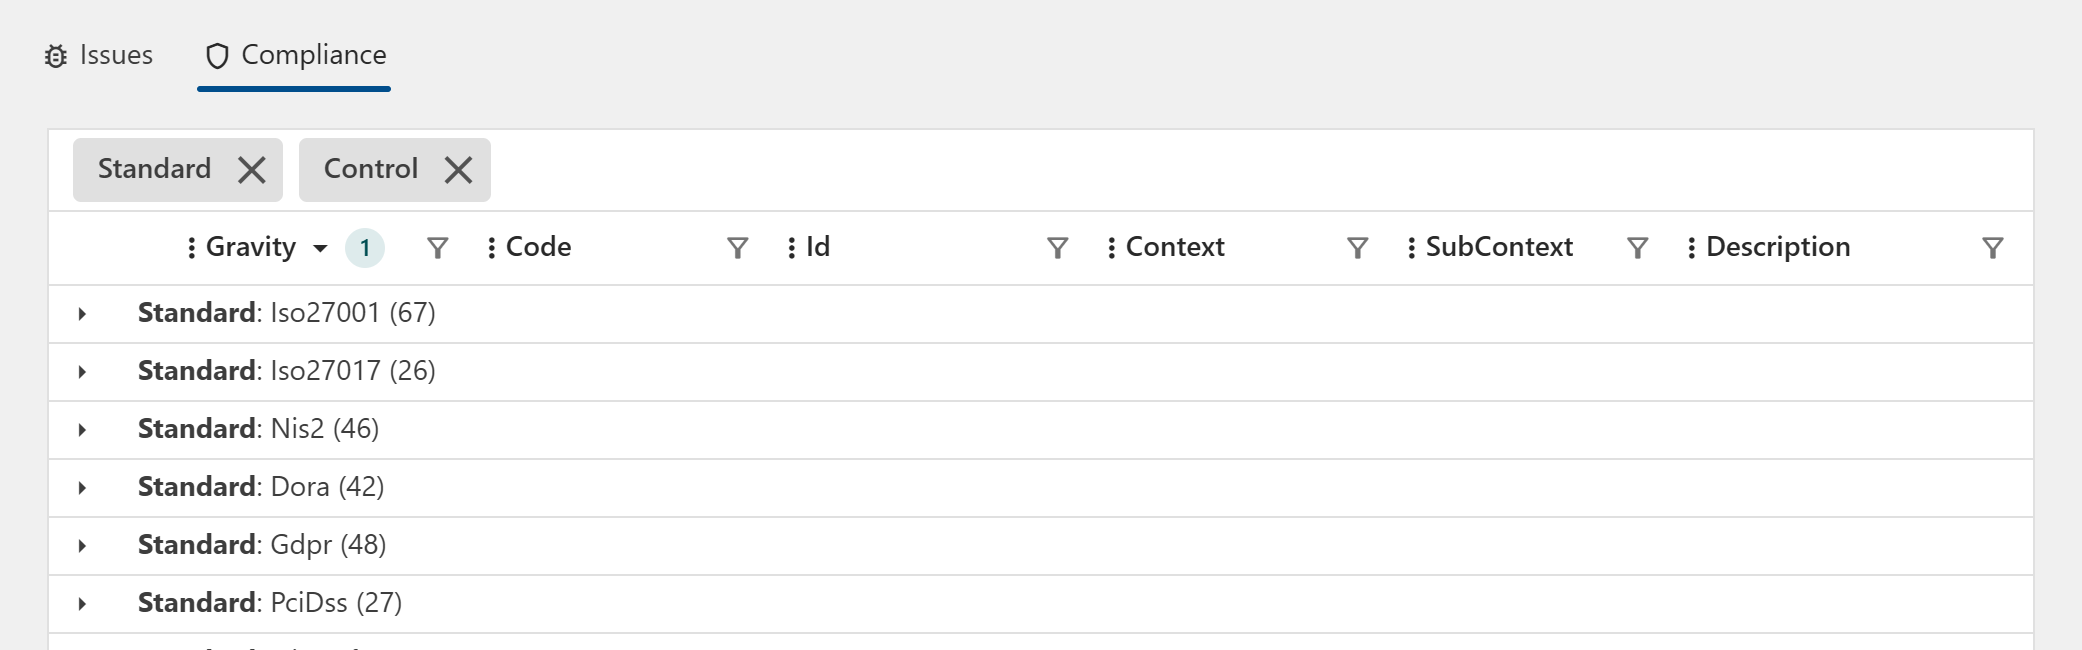 Issues Compliance
Standard Control
Gravity 1 Code Id Context SubContext Description
Standard: Iso27001 (67)
Standard: Iso27017 (26)
Standard: Nis2 (46)
Standard: Dora (42)
Standard: Gdpr (48)
Standard: PciDss (27)